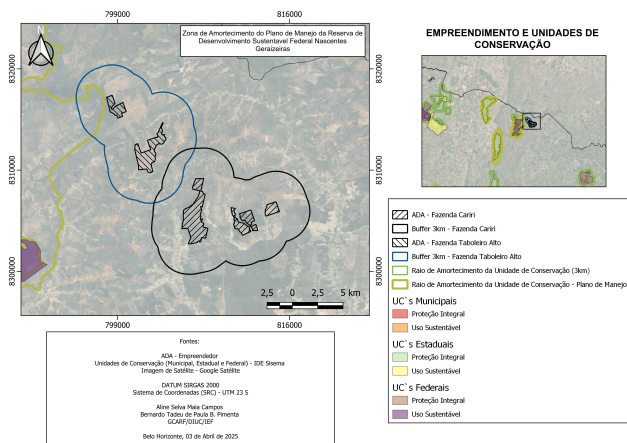 799000
816000
N
Zona de Amortecimento do Plano de Manejo da Reserva de
Desenvolvimento Sustentavel Federal Nascentes
Geraizeiras
8320000
8320000
8310000
8310000
8300000
8300000
2,5 0 2,5 5 km
799000
816000
EMPREENDIMENTO E UNIDADES DE
CONSERVAÇÃO
ADA - Fazenda Cariri
Buffer 3km - Fazenda Cariri
ADA - Fazenda Taboleiro Alto
Buffer 3km - Fazenda Taboleiro Alto
Raio de Amortecimento da Unidade de Conservação (3km)
Raio de Amortecimento da Unidade de Conservação - Plano de Manejo
UC`s Municipais
Proteção Integral
Uso Sustentável
UC`s Estaduais
Proteção Integral
Uso Sustentável
UC`s Federais
Proteção Integral
Uso Sustentável
Fontes:
ADA - Empreendedor
Unidades de Conservação (Municipal, Estadual e Federal) - IDE Sisema
Imagem de Satélite - Google Satélite
DATUM SIRGAS 2000
Sistema de Coordenadas (SRC) - UTM 23 S
Aline Selva Maia Campos
Bernardo Tadeu de Paula B. Pimenta
GCARF/DIUC/IEF
Belo Horizonte, 03 de Abril de 2025